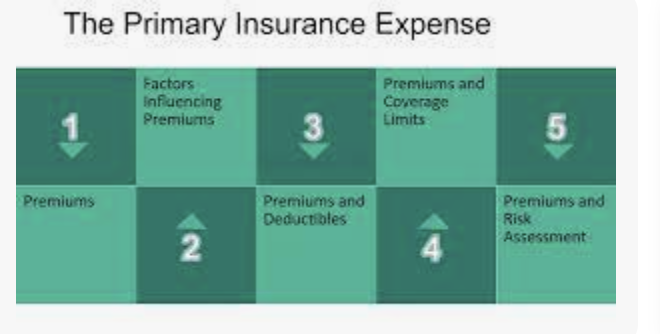 The Primary Insurance Expense
1
Premiums
Factors
Influencing
Premiums
2
3
Premiums and
Deductibles
Premiums and
Coverage
Limits
4
5
Premiums and
Risk
Assessment